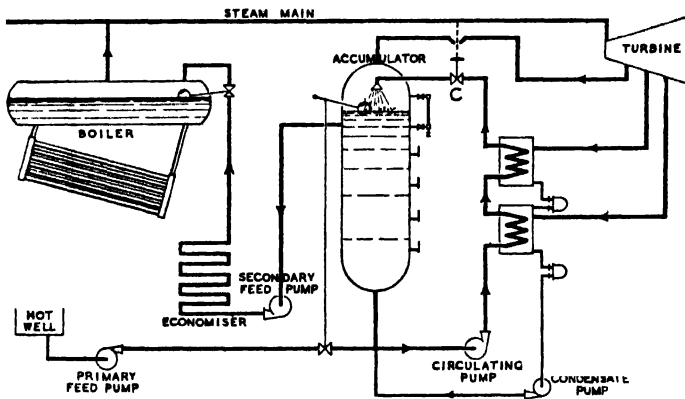 STEAM MAIN
TURBINE
ACCUMULATOR
C
BOILER
SECONDARY
FEED PUMP
ECONOMISER
HOT
WELL
PRIMARY
FEED PUMP
CIRCULATING
PUMP
CONDENSATE
PUMP